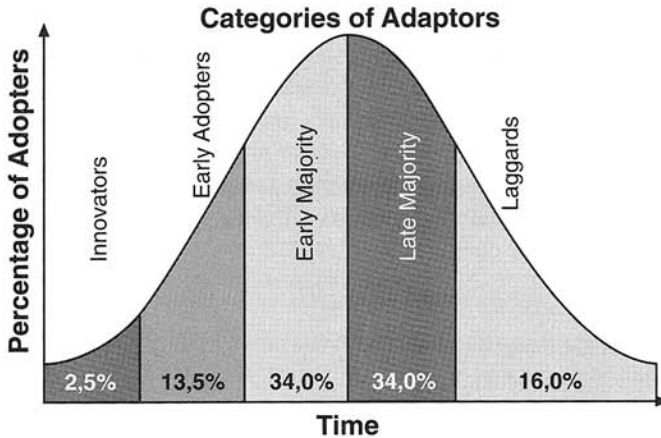 Categories of Adaptors
Percentage of Adopters
Innovators
Early Adopters
Early Majority
Late Majority
Laggards
2,5%
13,5%
34,0%
34,0%
16,0%
Time